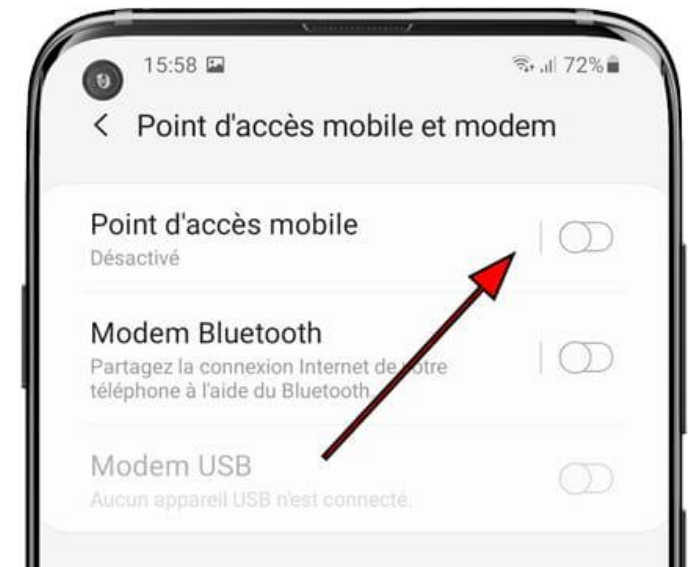 15:58 72%
Point d'accès mobile et modem
Point d'accès mobile
Désactivé
Modem Bluetooth
Partagez la connexion Internet de votre
téléphone à l'aide du Bluetooth.
Modem USB
Aucun appareil USB n'est connecté.